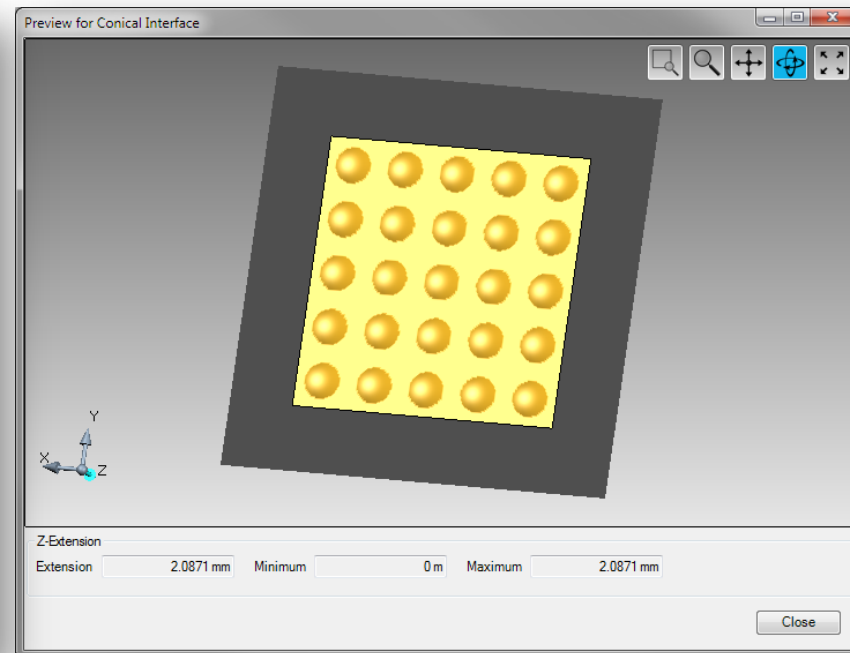 Preview for Conical Interface
Y
X
Z
Z-Extension
Extension 2.0871 mm Minimum 0 m Maximum 2.0871 mm
Close